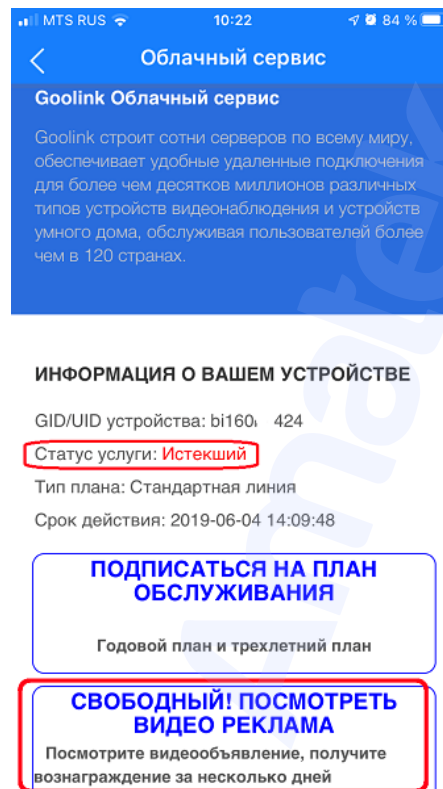 MTS RUS 10:22 84 %
Облачный сервис
Goolink Облачный сервис
Goolink строит сотни серверов по всему миру,
обеспечивает удобные удаленные подключения
для более чем десятков миллионов различных
типов устройств видеонаблюдения и устройств
умного дома, обслуживая пользователей более
чем в 120 странах.
ИНФОРМАЦИЯ О ВАШЕМ УСТРОЙСТВЕ
GID/UID устройства: bi160 424
Статус услуги: Истекший
Тип плана: Стандартная линия
Срок действия: 2019-06-04 14:09:48
ПОДПИСАТЬСЯ НА ПЛАН
ОБСЛУЖИВАНИЯ
Годовой план и трехлетний план
СВОБОДНЫЙ! ПОСМОТРЕТЬ
ВИДЕО РЕКЛАМА
Посмотрите видеообъявление, получите
вознаграждение за несколько дней
Amatek